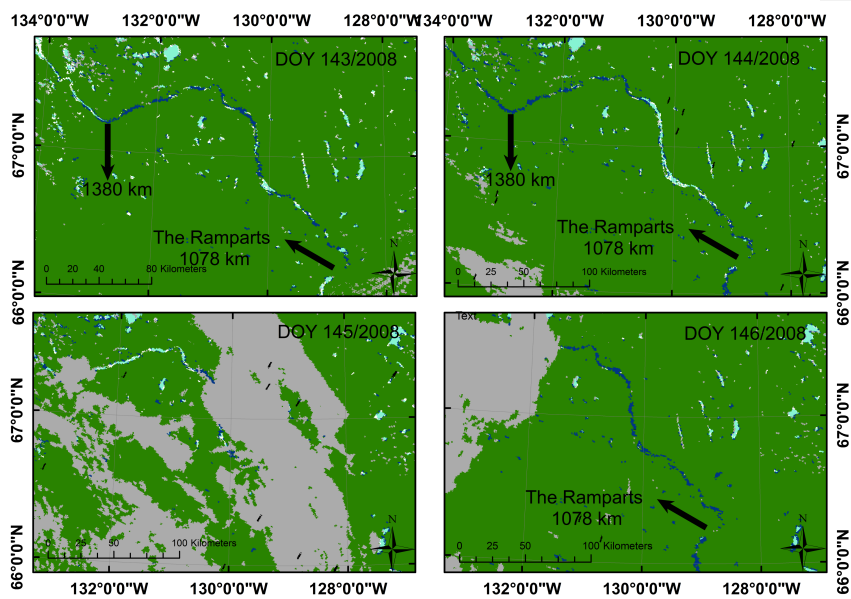 134°0'0"W 132°0'0"W 130°0'0"W 128°0'0"W 134°0'0"W 132°0'0"W 130°0'0"W 128°0'0"W
DOY 143/2008
67°0'0"N
1380 km
The Ramparts
1078 km
N
0 20 40 80 Kilometers
66°0'0"N
DOY 144/2008
67°0'0"N
1380 km
The Ramparts
1078 km
N
0 25 50 100 Kilometers
66°0'0"N
DOY 145/2008
67°0'0"N
N
0 25 50 100 Kilometers
66°0'0"N
Text
DOY 146/2008
67°0'0"N
The Ramparts
1078 km
N
0 25 50 100 Kilometers
66°0'0"N
132°0'0"W 130°0'0"W 128°0'0"W 132°0'0"W 130°0'0"W 128°0'0"W